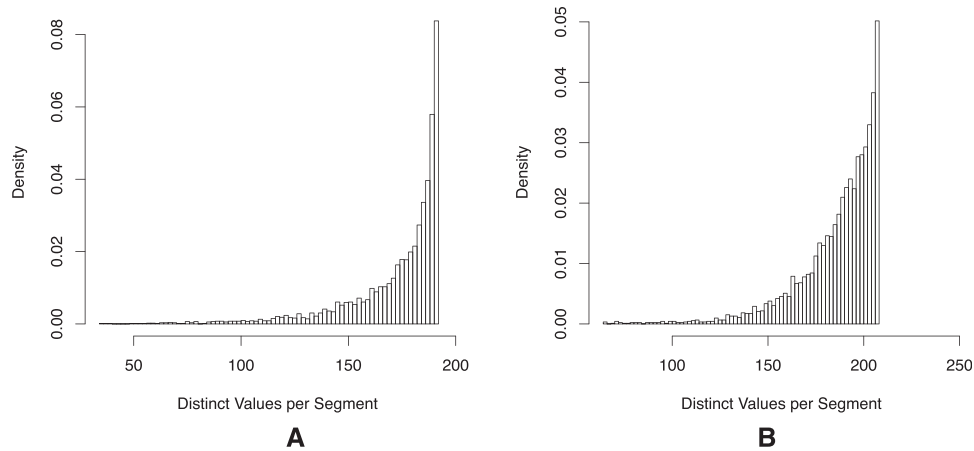 Density
0.00 0.02 0.04 0.06 0.08
50 100 150 200
Distinct Values per Segment
A
Density
0.00 0.01 0.02 0.03 0.04 0.05
100 150 200 250
Distinct Values per Segment
B